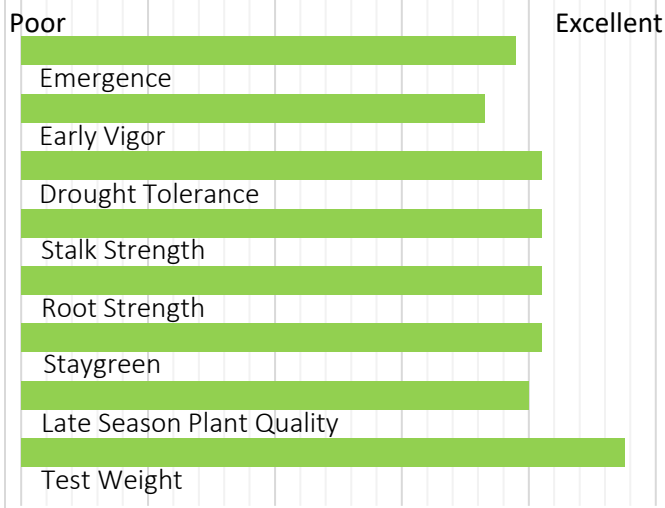 Poor Excellent
Emergence
Early Vigor
Drought Tolerance
Stalk Strength
Root Strength
Staygreen
Late Season Plant Quality
Test Weight